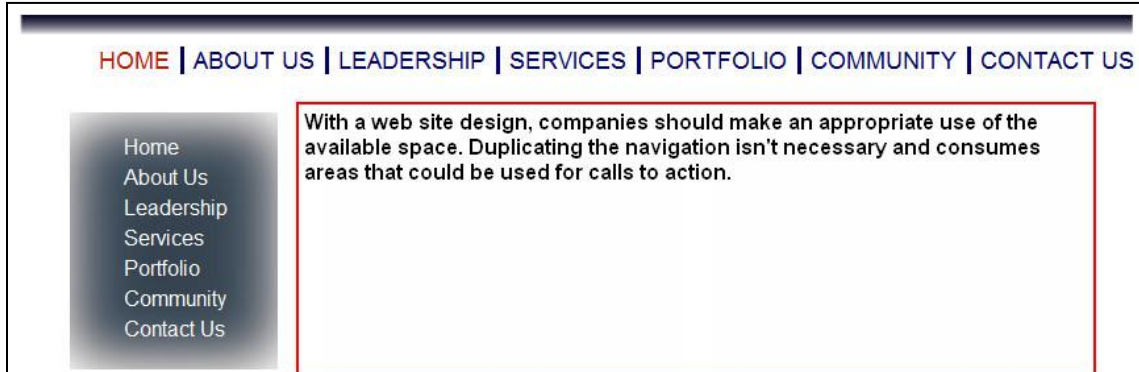 HOME | ABOUT US | LEADERSHIP | SERVICES | PORTFOLIO | COMMUNITY | CONTACT US
Home
About Us
Leadership
Services
Portfolio
Community
Contact Us
With a web site design, companies should make an appropriate use of the
available space. Duplicating the navigation isn't necessary and consumes
areas that could be used for calls to action.